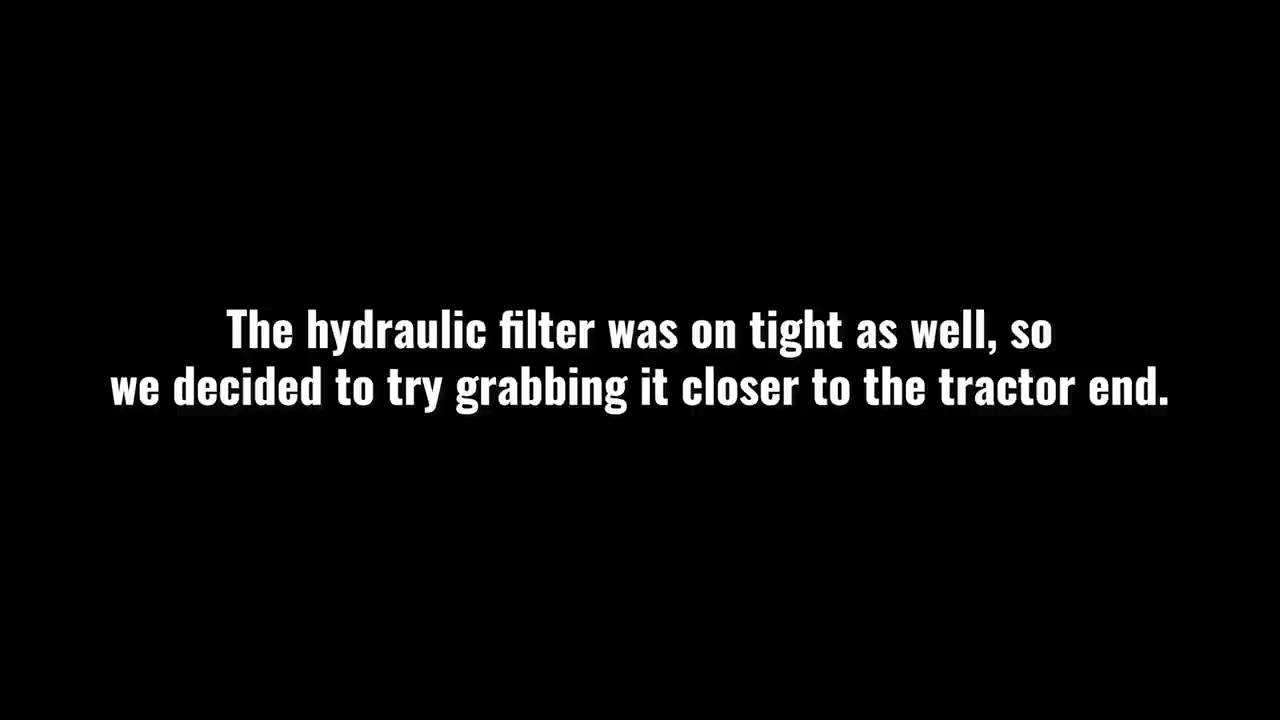 The hydraulic filter was on tight as well, so
we decided to try grabbing it closer to the tractor end.